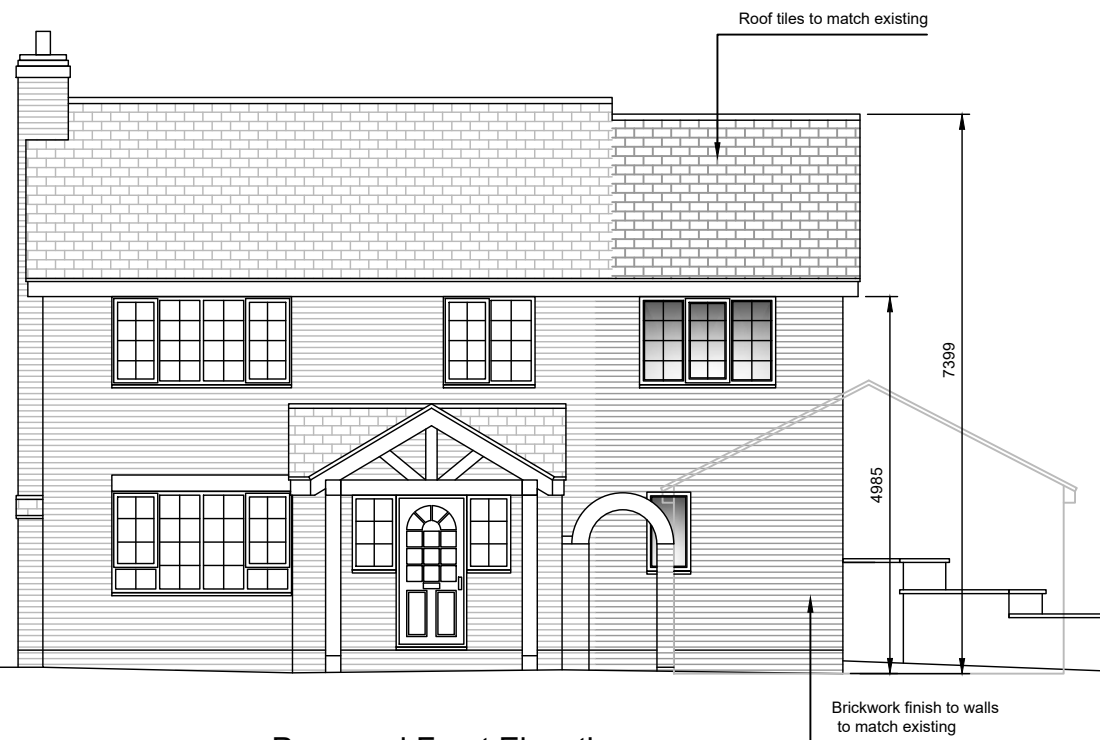 Roof tiles to match existing
7399
4985
Brickwork finish to walls
to match existing